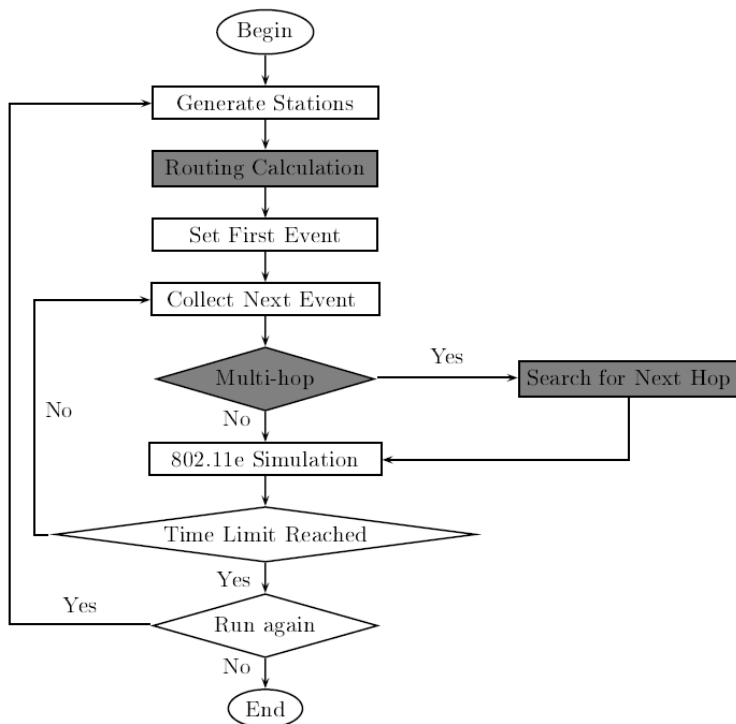 Begin
Generate Stations
Routing Calculation
Set First Event
Collect Next Event
Multi-hop
Yes
Search for Next Hop
No
No
802.11e Simulation
Time Limit Reached
Yes
Yes
Run again
No
End